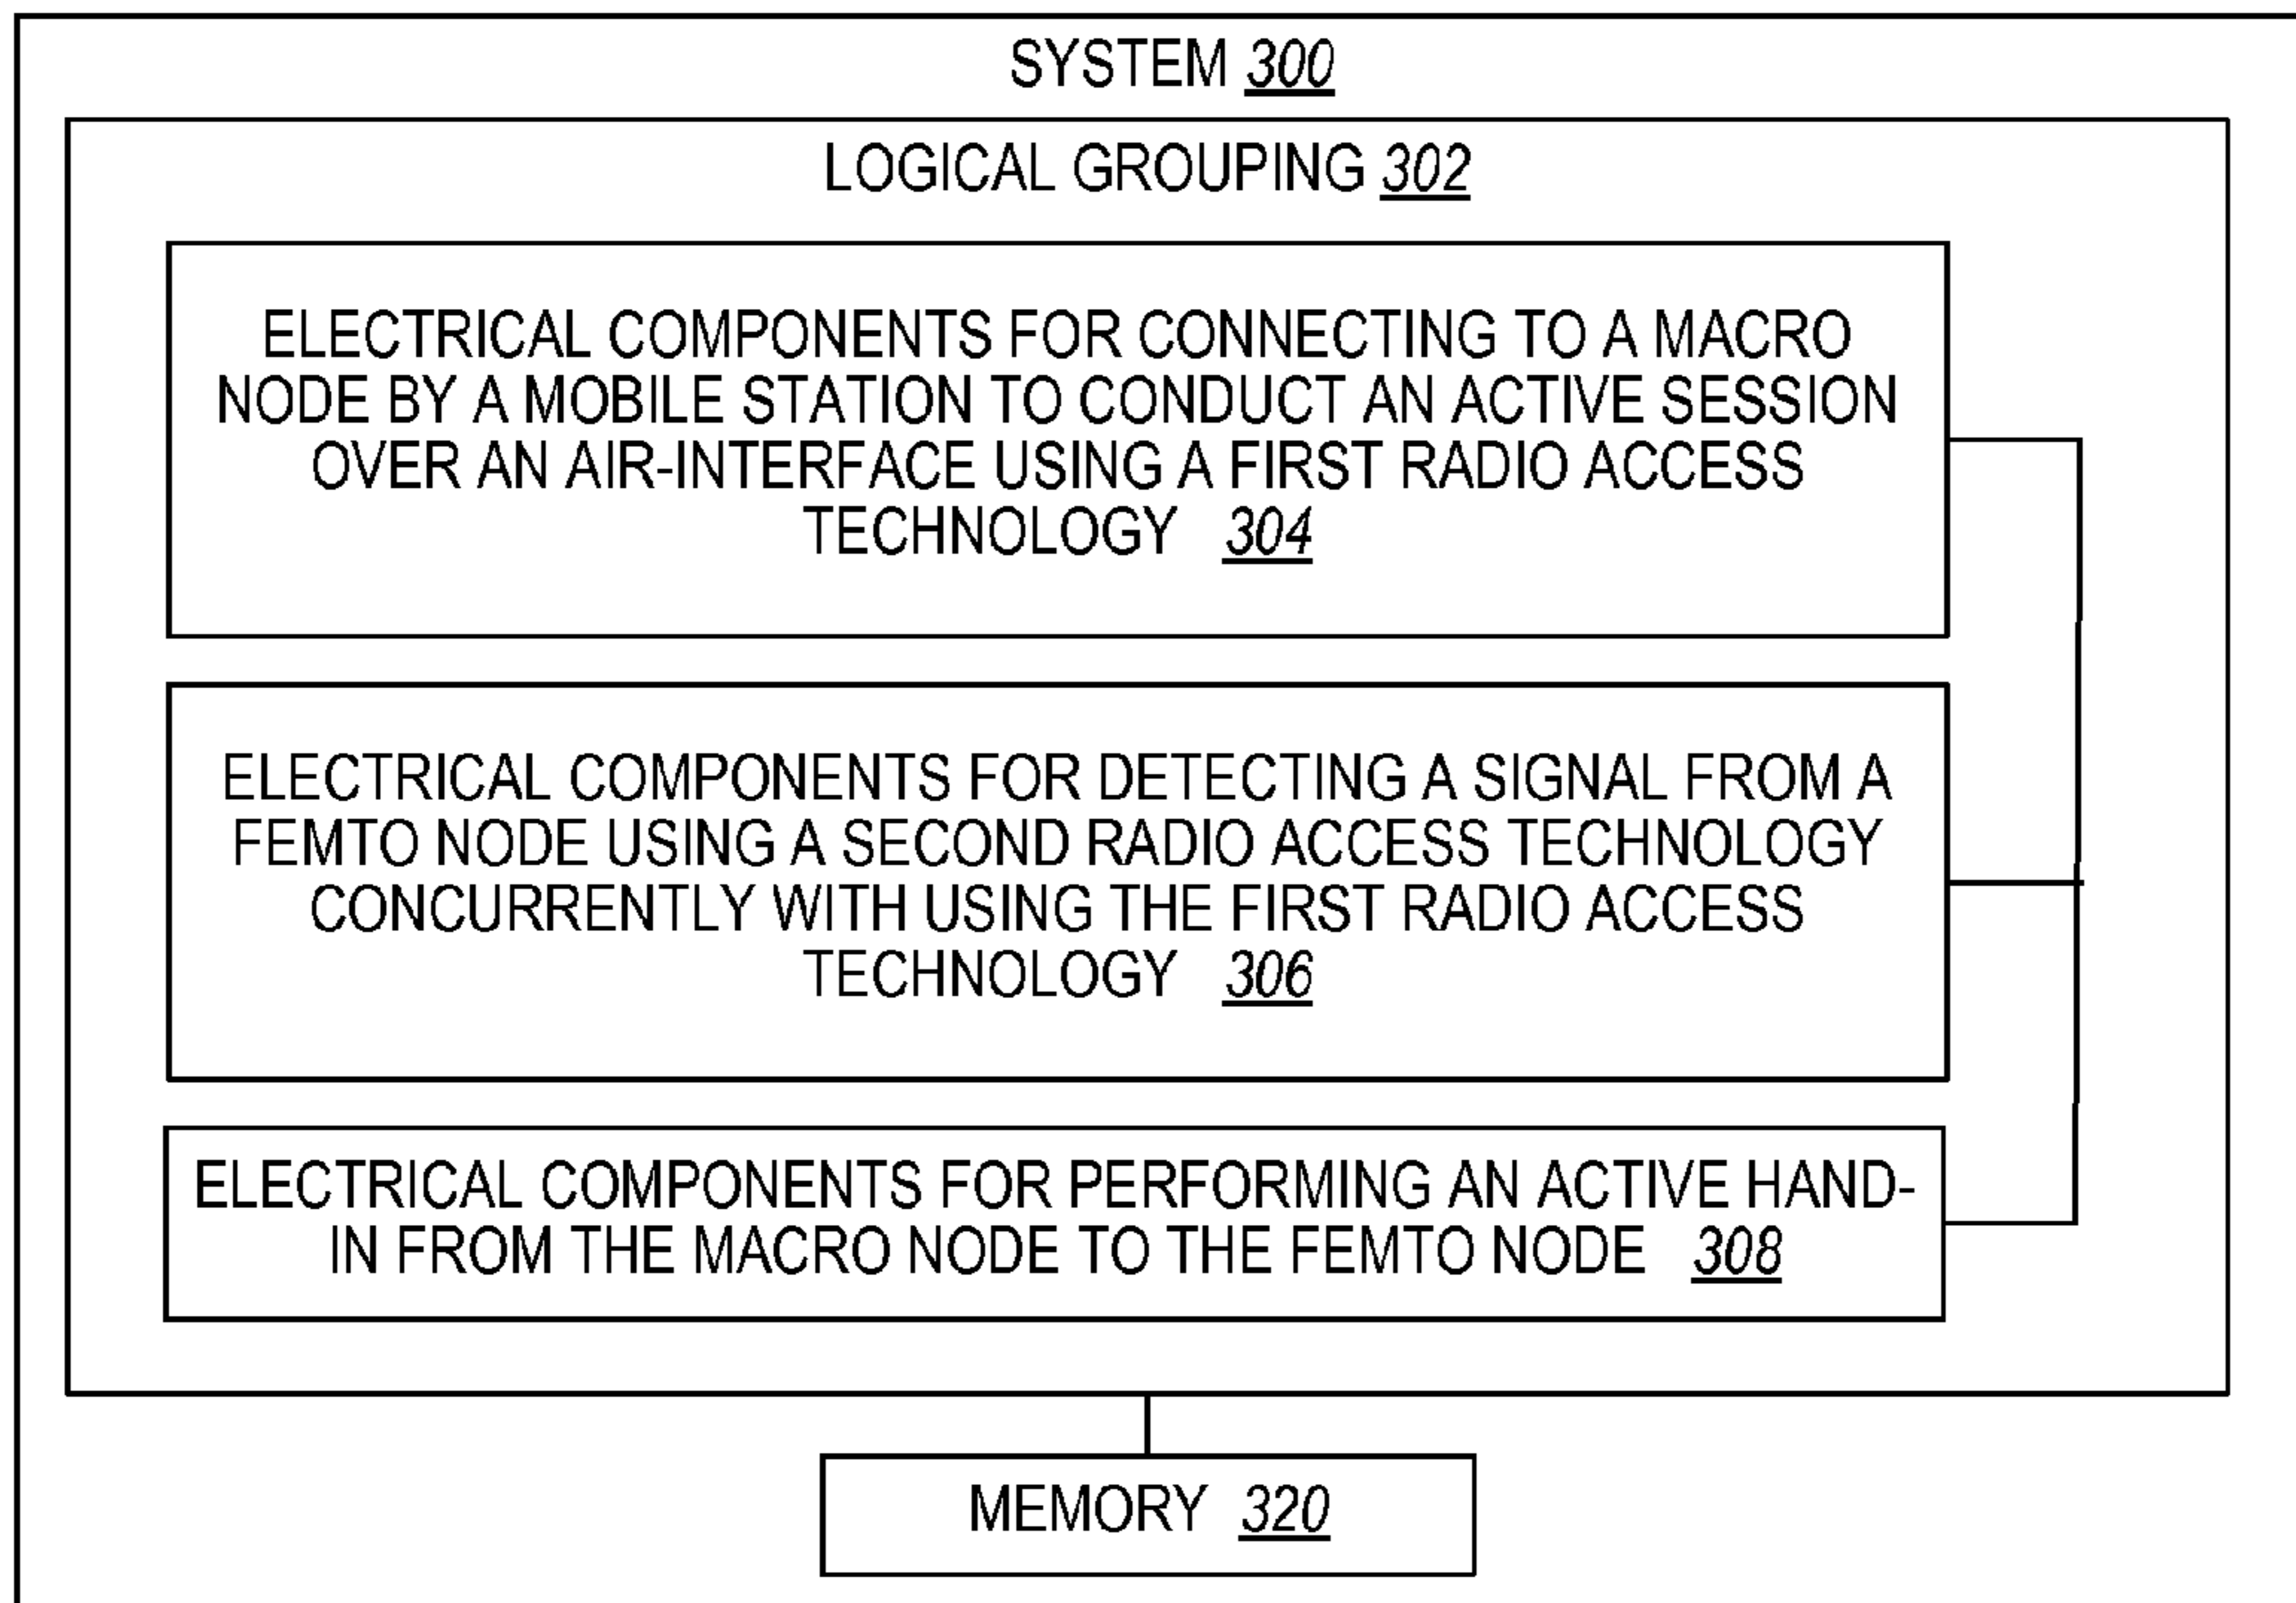 SYSTEM 300
LOGICAL GROUPING 302
ELECTRICAL COMPONENTS FOR CONNECTING TO A MACRO
NODE BY A MOBILE STATION TO CONDUCT AN ACTIVE SESSION
OVER AN AIR-INTERFACE USING A FIRST RADIO ACCESS
TECHNOLOGY 304
ELECTRICAL COMPONENTS FOR DETECTING A SIGNAL FROM A
FEMTO NODE USING A SECOND RADIO ACCESS TECHNOLOGY
CONCURRENTLY WITH USING THE FIRST RADIO ACCESS
TECHNOLOGY 306
ELECTRICAL COMPONENTS FOR PERFORMING AN ACTIVE HAND-
IN FROM THE MACRO NODE TO THE FEMTO NODE 308
MEMORY 320